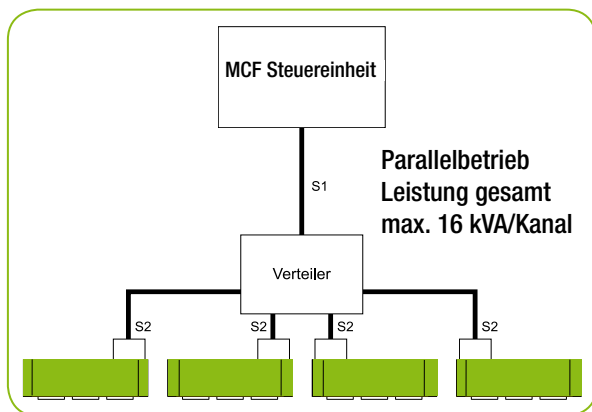 MCF Steuereinheit
S1
Parallelbetrieb
Leistung gesamt
max. 16 kVA/Kanal
Verteiler
S2
S2
S2
S2